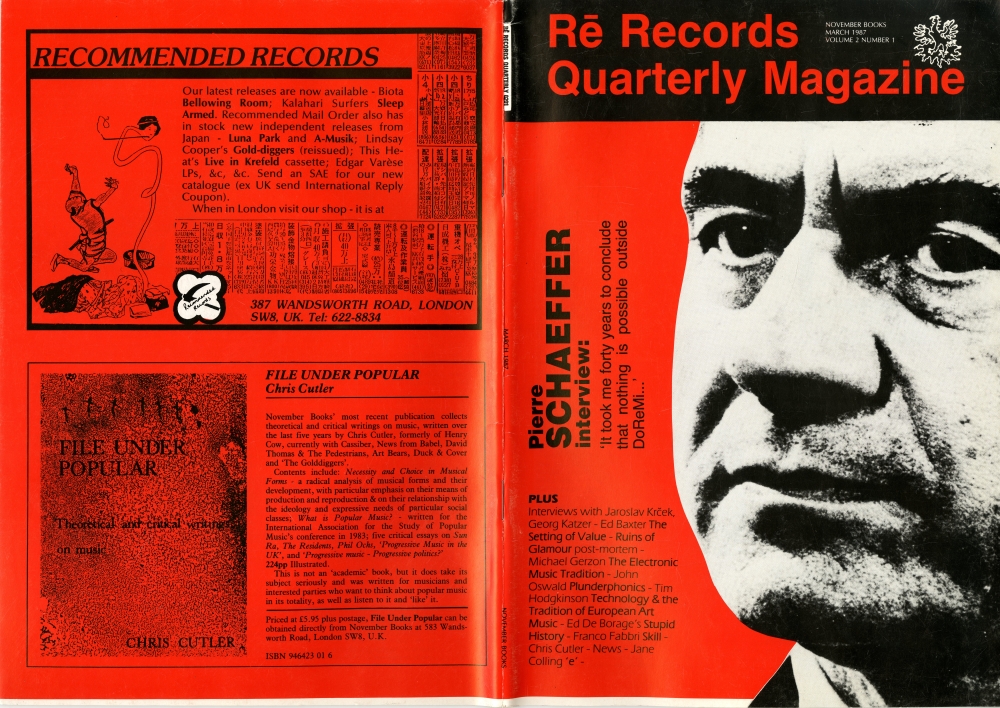 RECOMMENDED RECORDS
Our latest releases are now available - Biota
Bellowing Room; Kalahari Surfers Sleep
Armed. Recommended Mail Order also has
in stock new independent releases from
Japan - Luna Park and A-Musik; Lindsay
Cooper's Gold-diggers (reissued); This He-
at's Live in Krefeld cassette; Edgar Varèse
LPs, &c, &c. Send an SAE for our new
catalogue (ex UK send International Reply
Coupon).
When in London visit our shop - it is at
Recommended
Records
387 WANDSWORTH ROAD, LONDON
SW8, UK. Tel: 622-8834
FILE UNDER
POPULAR
Theoretical and critical writings
on music
CHRIS CUTLER
FILE UNDER POPULAR
Chris Cutler
November Books' most recent publication collects
theoretical and critical writings on music, written over
the last five years by Chris Cutler, formerly of Henry
Cow, currently with Cassiber, News from Babel, David
Thomas & The Pedestrians, Art Bears, Duck & Cover
and 'The Golddiggers'.
Contents include: Necessity and Choice in Musical
Forms - a radical analysis of musical forms and their
development, with particular emphasis on their means of
production and reproduction & on their relationship with
the ideology and expressive needs of particular social
classes; What is Popular Music? - written for the
International Association for the Study of Popular
Music's conference in 1983; five critical essays on Sun
Ra, The Residents, Phil Ochs, 'Progressive Music in the
UK', and 'Progressive music - Progressive politics?'
224pp Illustrated.
This is not an 'academic' book, but it does take its
subject seriously and was written for musicians and
interested parties who want to think about popular music
in its totality, as well as listen to it and 'like' it.
Priced at £5.95 plus postage, File Under Popular can be
obtained directly from November Books at 583 Wands-
worth Road, London SW8, U.K.
ISBN 946423 01 6
RĒ RECORDS QUARTERLY
MARCH 1987
NOVEMBER BOOKS
Rē Records
Quarterly Magazine
NOVEMBER BOOKS
MARCH 1987
VOLUME 2 NUMBER 1
Pierre
SCHAEFFER
interview:
'It took me forty years to conclude
that nothing is possible outside
DoReMi...'
PLUS
Interviews with Jaroslav Krček,
Georg Katzer - Ed Baxter The
Setting of Value - Ruins of
Glamour post-mortem -
Michael Gerzon The Electronic
Music Tradition - John
Oswald Plunderphonics - Tim
Hodgkinson Technology & the
Tradition of European Art
Music - Ed De Borage's Stupid
History - Franco Fabbri Skill -
Chris Cutler - News - Jane
Colling 'e' -